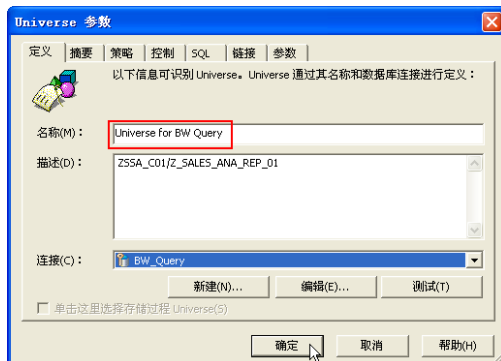 Universe 参数
定义 摘要 策略 控制 SQL 链接 参数
以下信息可识别 Universe。Universe 通过其名称和数据库连接进行定义：
名称(M)： Universe for BW Query
描述(D)： ZSSA_C01/Z_SALES_ANA_REP_01
连接(C)： BW_Query
新建(N)... 编辑(E)... 测试(T)
单击这里选择存储过程 Universe(S)
确定 取消 帮助(H)